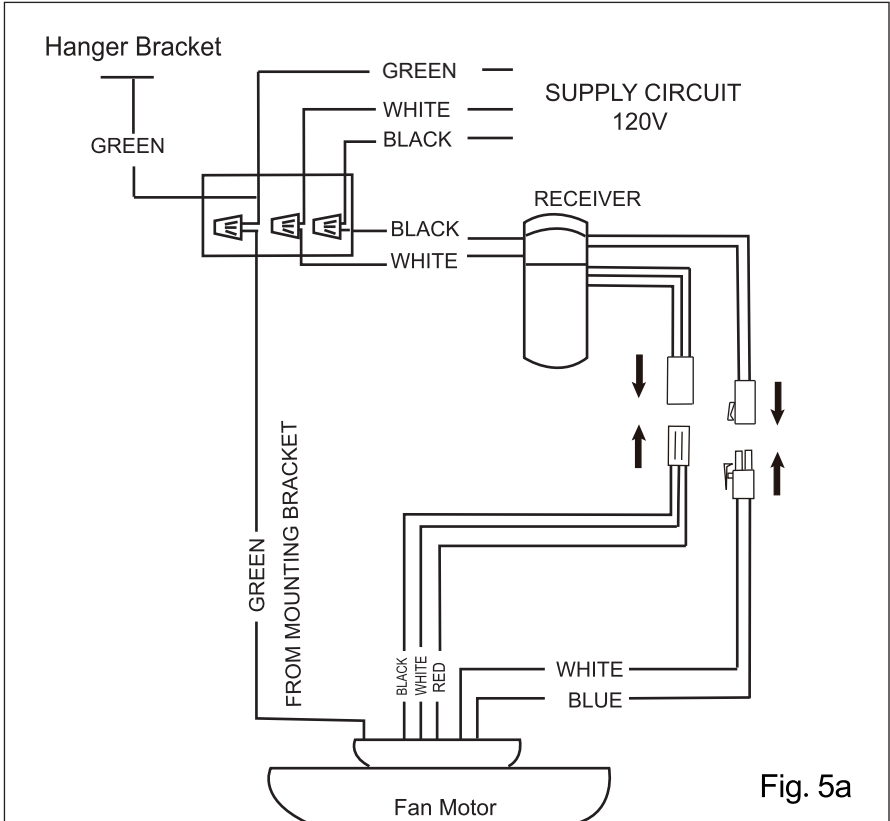 Hanger Bracket
GREEN
GREEN
WHITE
BLACK
SUPPLY CIRCUIT
120V
RECEIVER
BLACK
WHITE
GREEN
FROM MOUNTING BRACKET
BLACK
WHITE
RED
WHITE
BLUE
Fan Motor
Fig. 5a